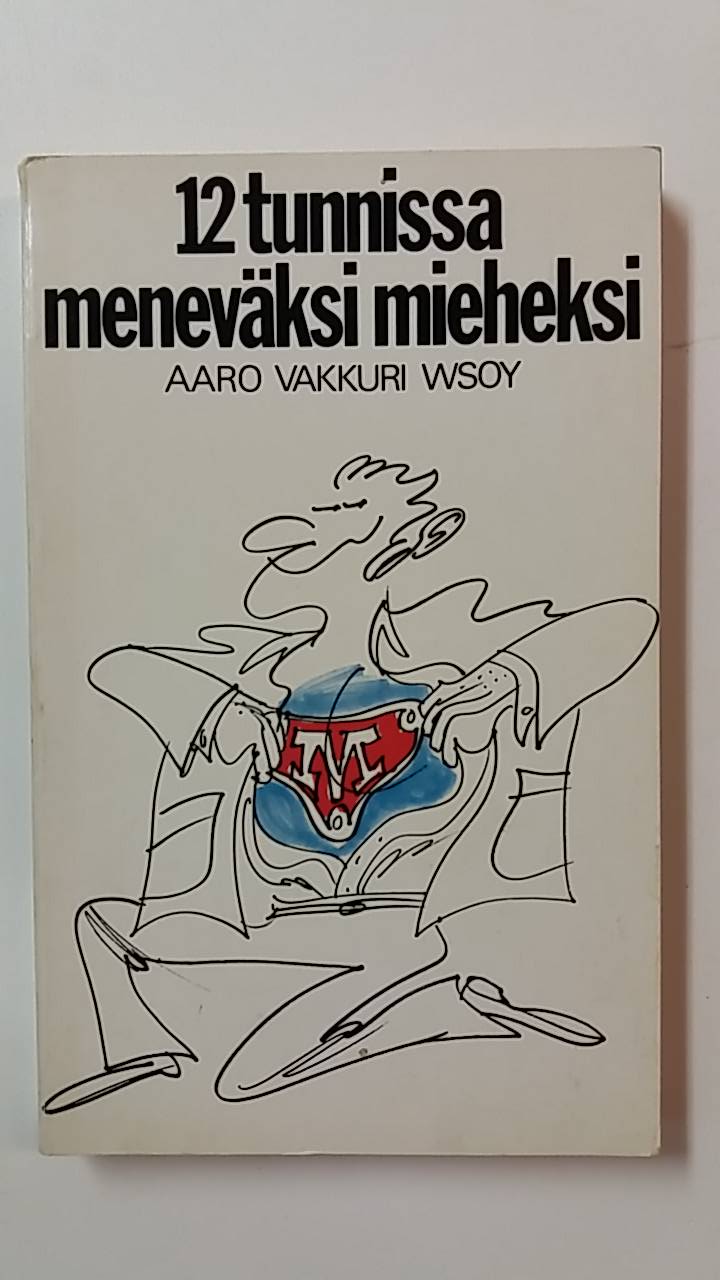 12 tunnissa
meneväksi mieheksi
AARO VAKKURI WSOY
M